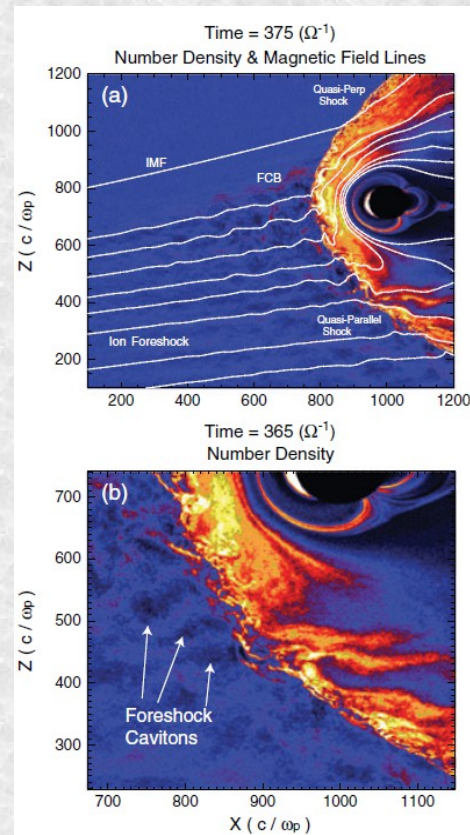 Time = 375 (Ω⁻¹)
Number Density & Magnetic Field Lines
(a)
Quasi-Perp
Shock
IMF
FCB
Ion Foreshock
Quasi-Parallel
Shock
Z ( c / ωp )
1200
1000
800
600
400
200
200 400 600 800 1000 1200
Time = 365 (Ω⁻¹)
Number Density
(b)
Foreshock
Cavitons
Z ( c / ωp )
700
600
500
400
300
700 800 900 1000 1100
X ( c / ωp )